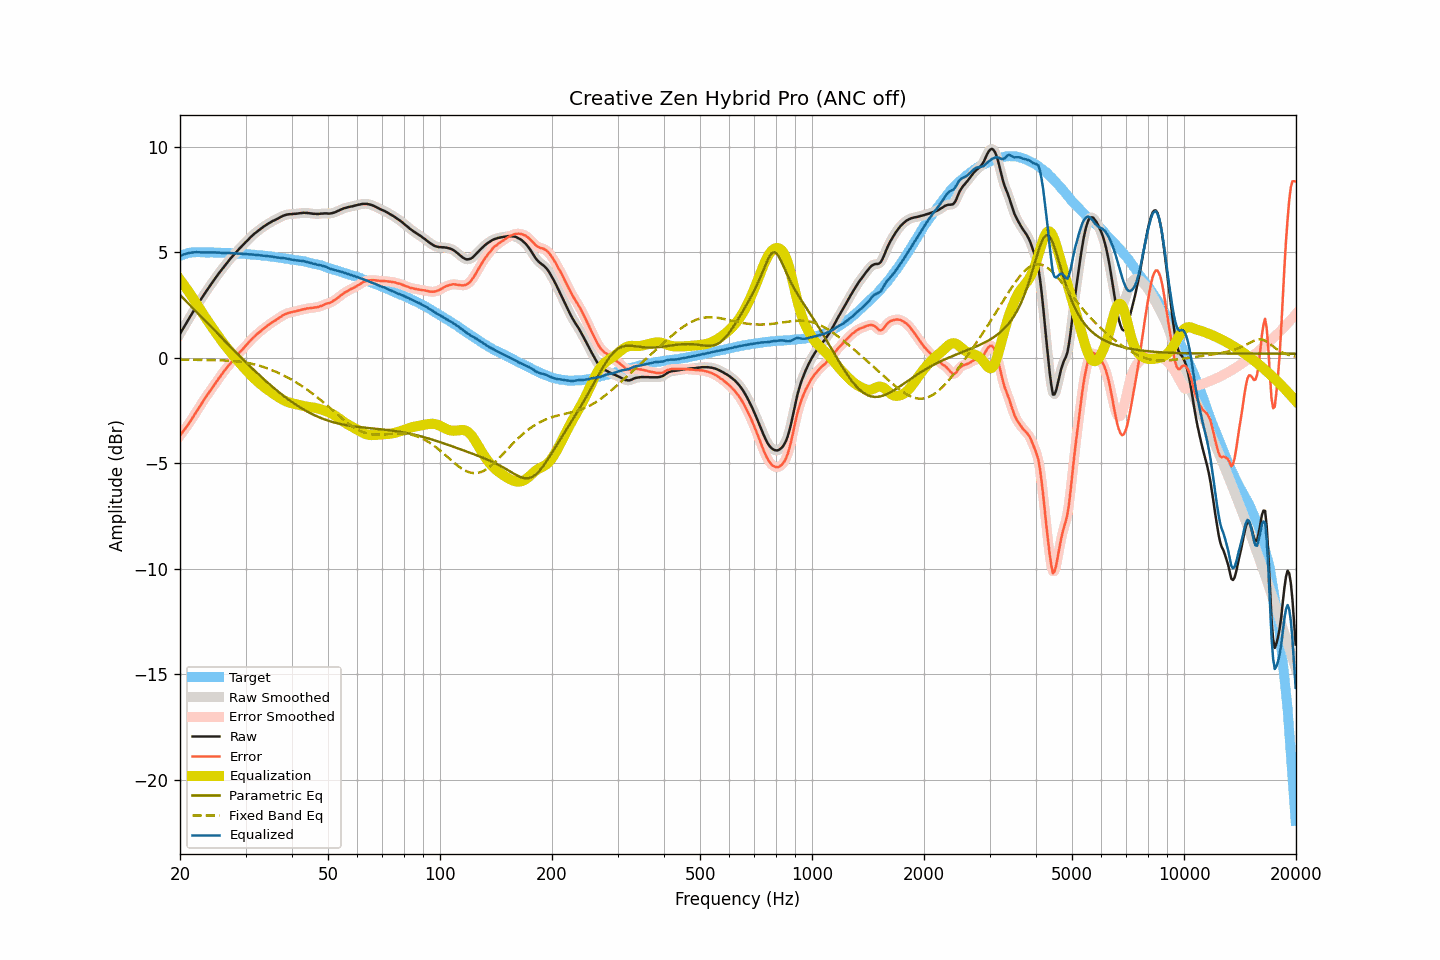 Creative Zen Hybrid Pro (ANC off)
Amplitude (dBr)
10
5
0
−5
−10
−15
−20
Target
Raw Smoothed
Error Smoothed
Raw
Error
Equalization
Parametric Eq
Fixed Band Eq
Equalized
20 50 100 200 500 1000 2000 5000 10000 20000
Frequency (Hz)